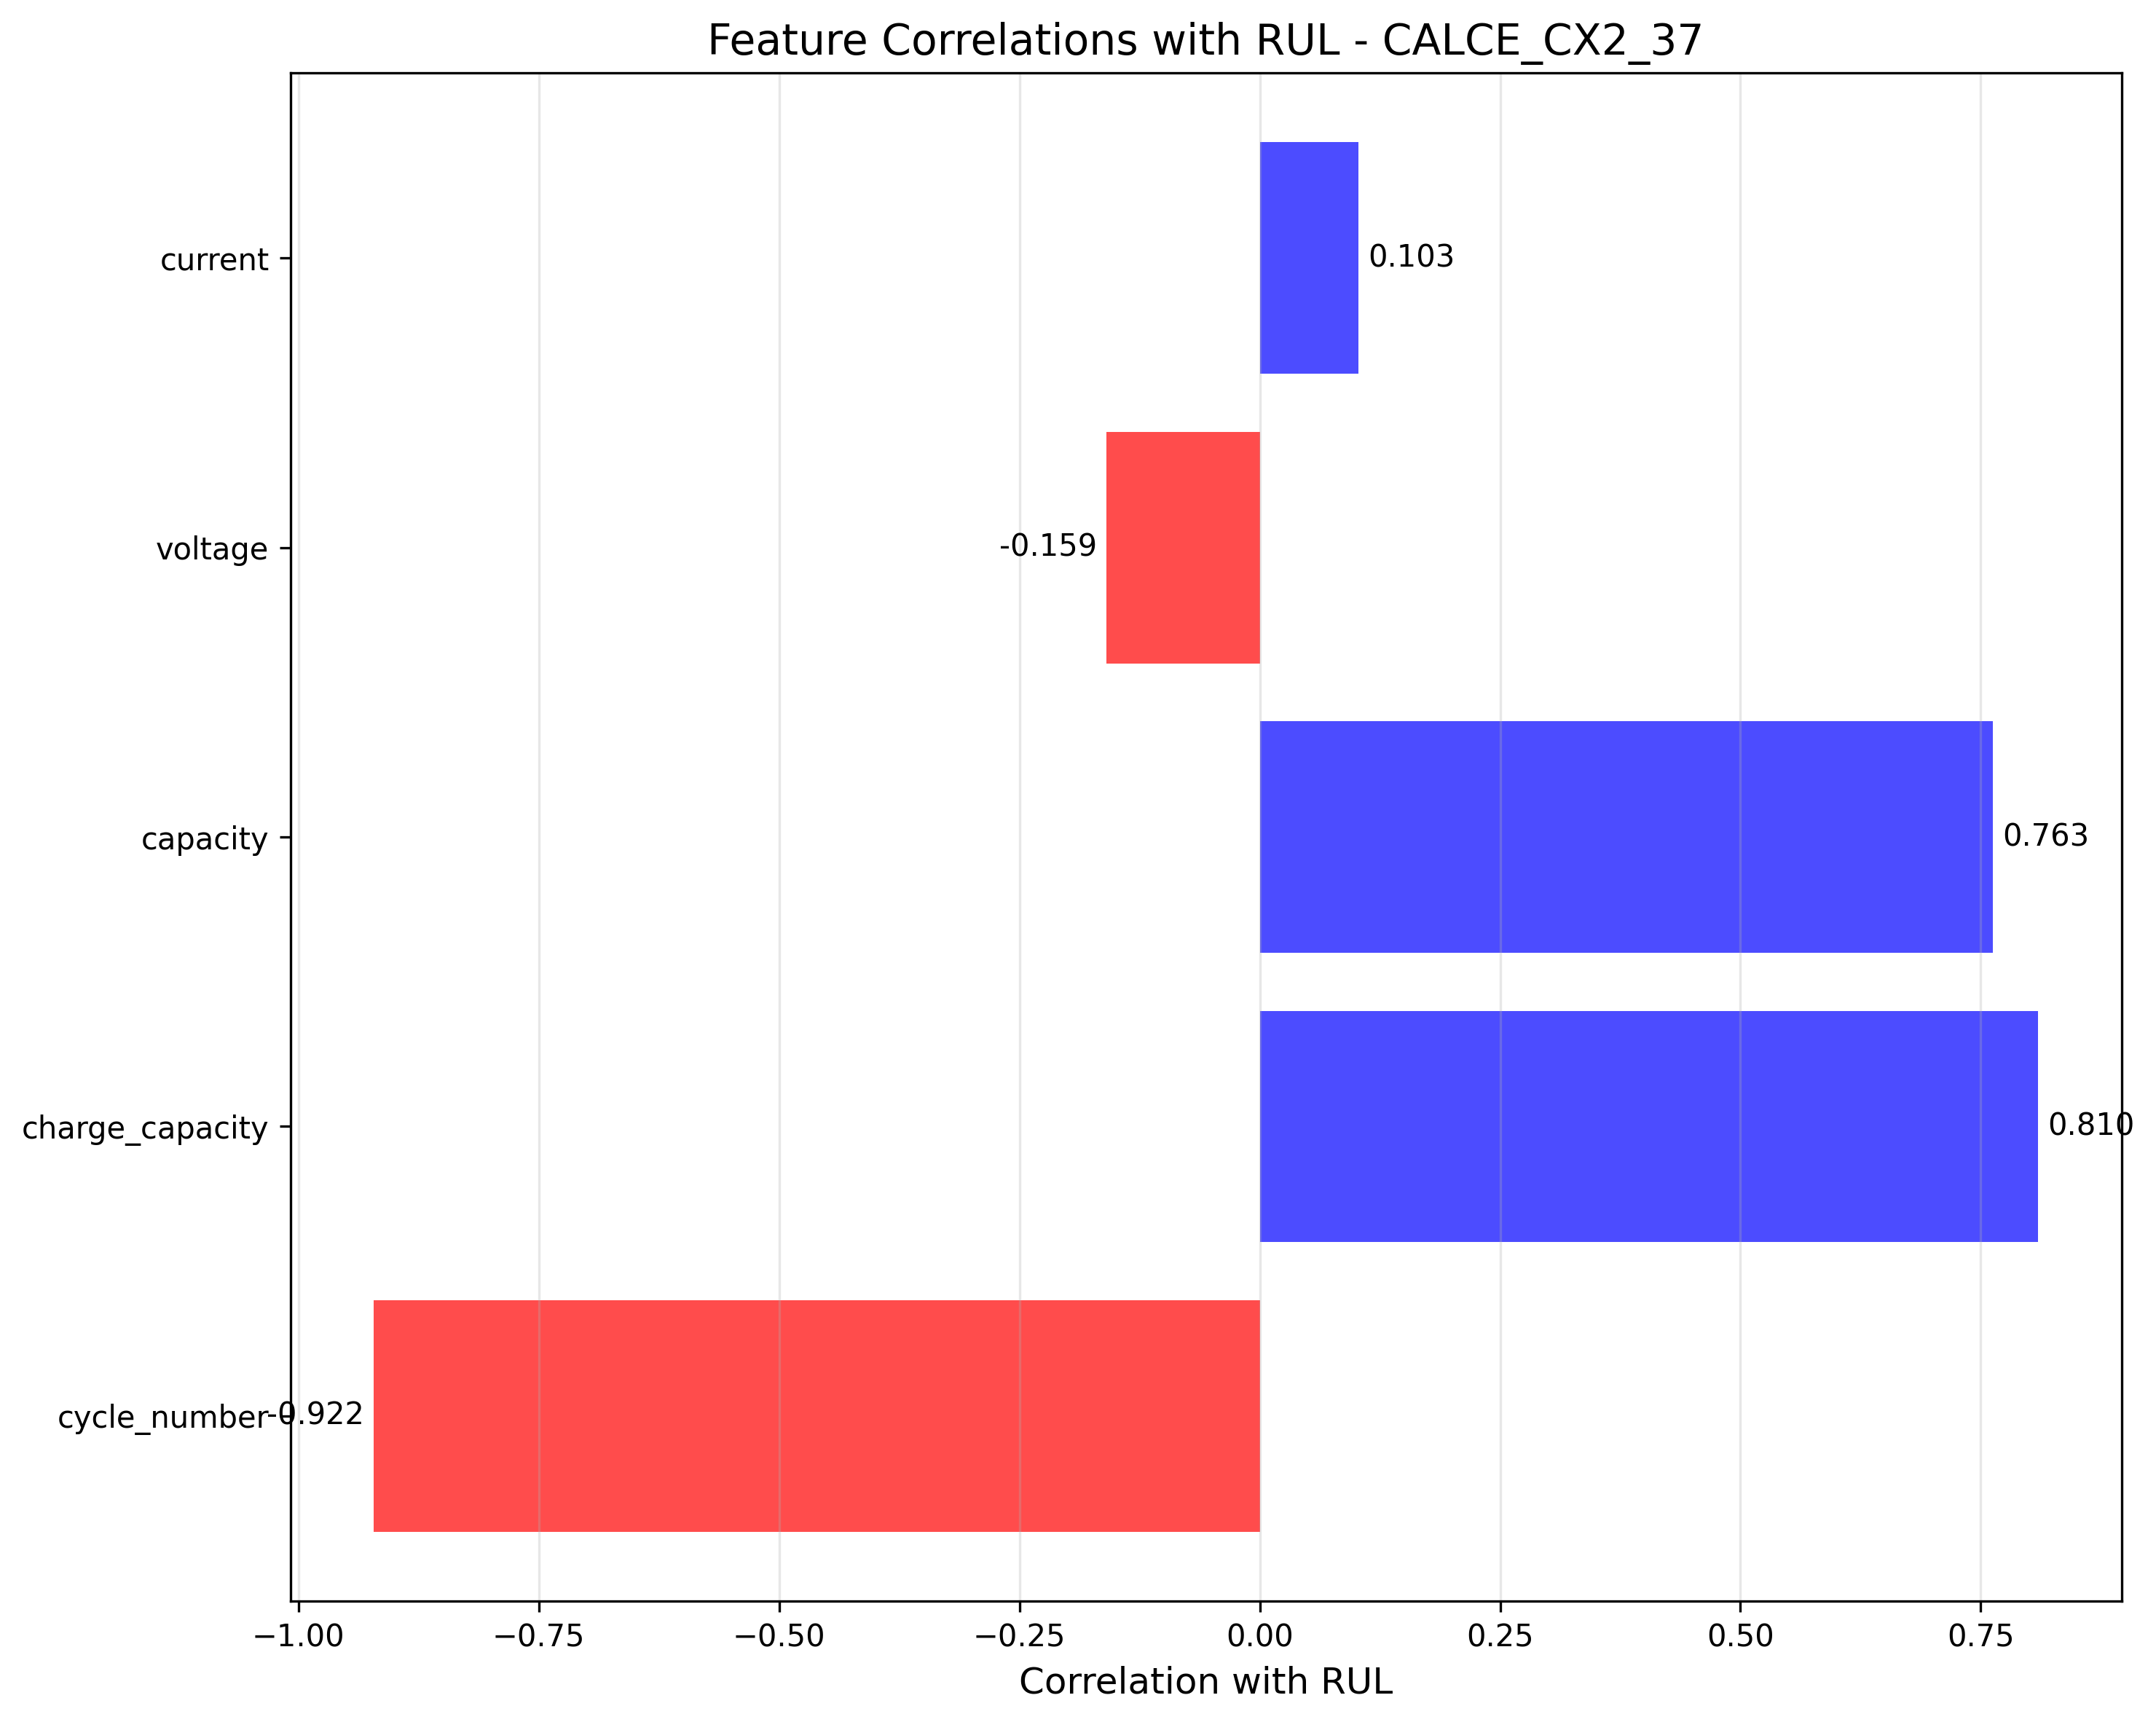 Feature Correlations with RUL - CALCE_CX2_37
current
0.103
voltage
-0.159
capacity
0.763
charge_capacity
0.810
cycle_number
-0.922
−1.00
−0.75
−0.50
−0.25
0.00
0.25
0.50
0.75
Correlation with RUL